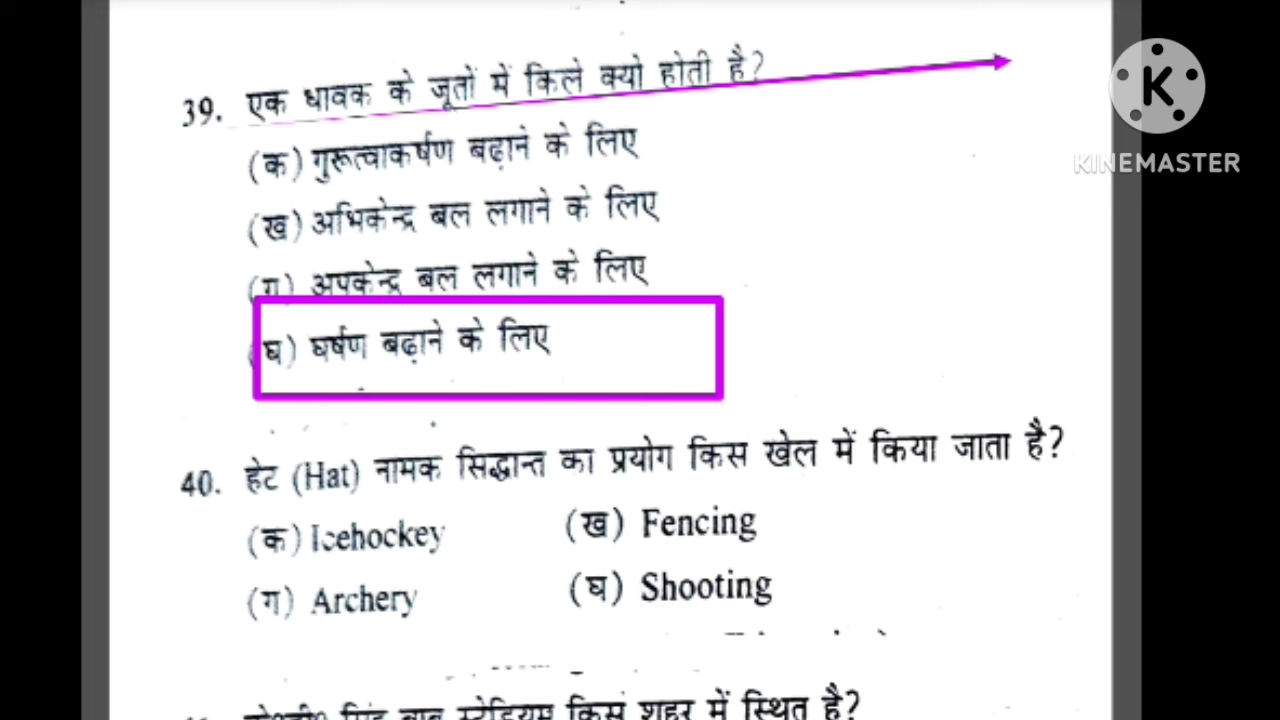 K
KINEMASTER
39. एक धावक के जूतों में किले क्यो होती है?
(क) गुरूत्वाकर्षण बढ़ाने के लिए
(ख) अभिकेन्द्र बल लगाने के लिए
(ग) अपकेन्द्र बल लगाने के लिए
(घ) घर्षण बढ़ाने के लिए
40. हेट (Hat) नामक सिद्धान्त का प्रयोग किस खेल में किया जाता है?
(क) Icehockey (ख) Fencing
(ग) Archery (घ) Shooting
सिंह बाबू स्टेडियम किस शहर में स्थित है?